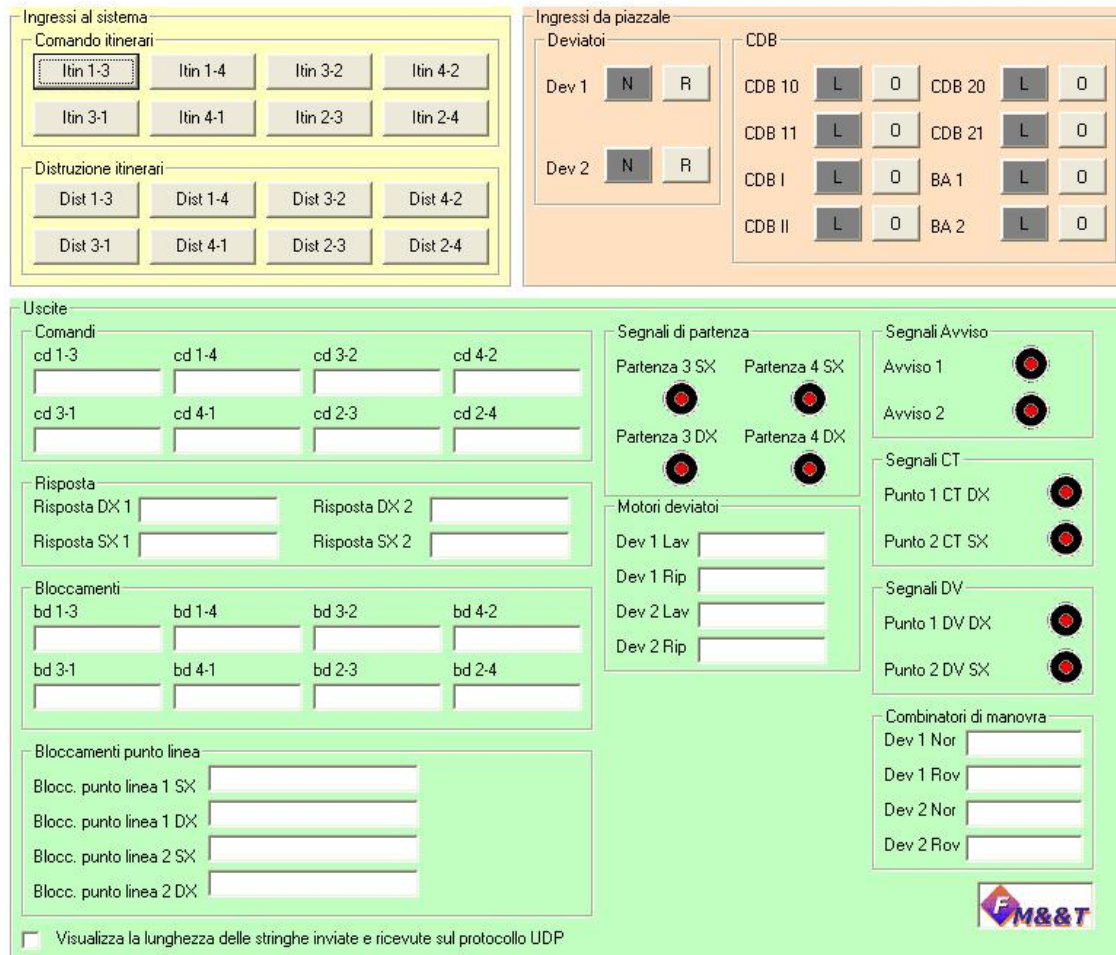 Ingressi al sistema
Comando itinerari
Itin 1-3 Itin 1-4 Itin 3-2 Itin 4-2
Itin 3-1 Itin 4-1 Itin 2-3 Itin 2-4
Distruzione itinerari
Dist 1-3 Dist 1-4 Dist 3-2 Dist 4-2
Dist 3-1 Dist 4-1 Dist 2-3 Dist 2-4
Ingressi da piazzale
Deviatoi
Dev 1 N R
Dev 2 N R
CDB
CDB 10 L O CDB 20 L O
CDB 11 L O CDB 21 L O
CDB I L O BA 1 L O
CDB II L O BA 2 L O
Uscite
Comandi
cd 1-3 cd 1-4 cd 3-2 cd 4-2
cd 3-1 cd 4-1 cd 2-3 cd 2-4
Risposta
Risposta DX 1 Risposta DX 2
Risposta SX 1 Risposta SX 2
Bloccamenti
bd 1-3 bd 1-4 bd 3-2 bd 4-2
bd 3-1 bd 4-1 bd 2-3 bd 2-4
Bloccamenti punto linea
Blocc. punto linea 1 SX
Blocc. punto linea 1 DX
Blocc. punto linea 2 SX
Blocc. punto linea 2 DX
Segnali di partenza
Partenza 3 SX Partenza 4 SX
Partenza 3 DX Partenza 4 DX
Motori deviatoi
Dev 1 Lav
Dev 1 Rip
Dev 2 Lav
Dev 2 Rip
Segnali Avviso
Avviso 1
Avviso 2
Segnali CT
Punto 1 CT DX
Punto 2 CT SX
Segnali DV
Punto 1 DV DX
Punto 2 DV SX
Combinatori di manovra
Dev 1 Nor
Dev 1 Rov
Dev 2 Nor
Dev 2 Rov
FM&&T
Visualizza la lunghezza delle stringhe inviate e ricevute sul protocollo UDP